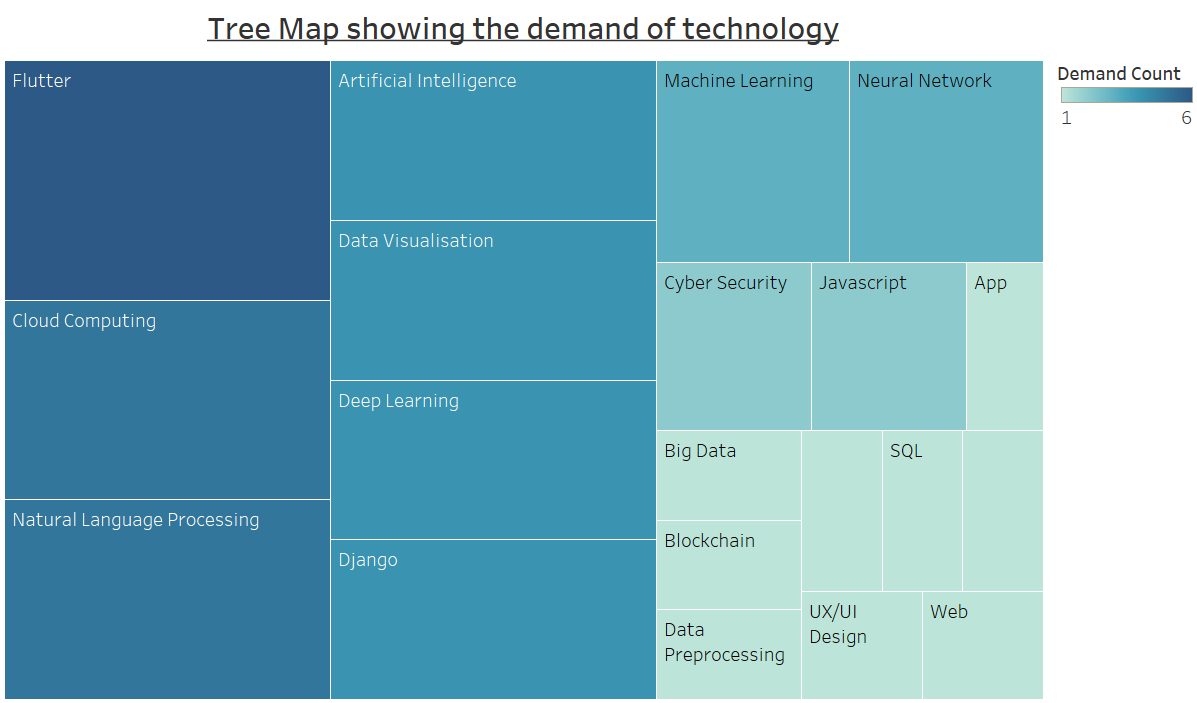 Tree Map showing the demand of technology
Flutter
Cloud Computing
Natural Language Processing
Artificial Intelligence
Data Visualisation
Deep Learning
Django
Machine Learning
Neural Network
Cyber Security
Javascript
App
Big Data
Blockchain
Data
Preprocessing
SQL
UX/UI
Design
Web
Demand Count
1
6